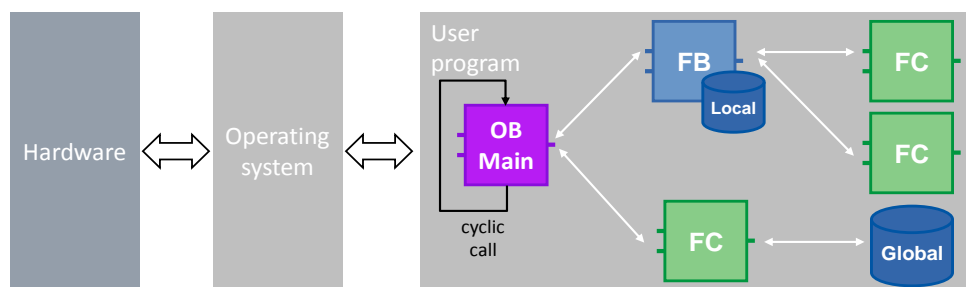 Hardware
Operating
system
User
program
OB
Main
cyclic
call
FB
Local
FC
FC
FC
Global